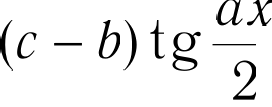 (c − b) tg ax/2